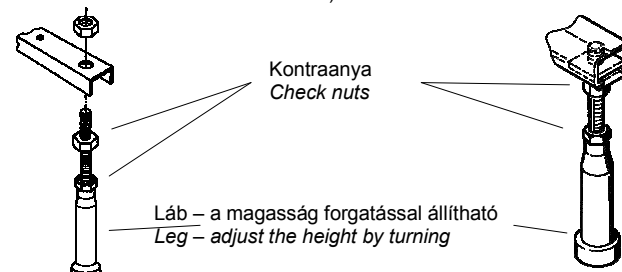 Kontraanya
Check nuts
Láb – a magasság forgatással állítható
Leg – adjust the height by turning